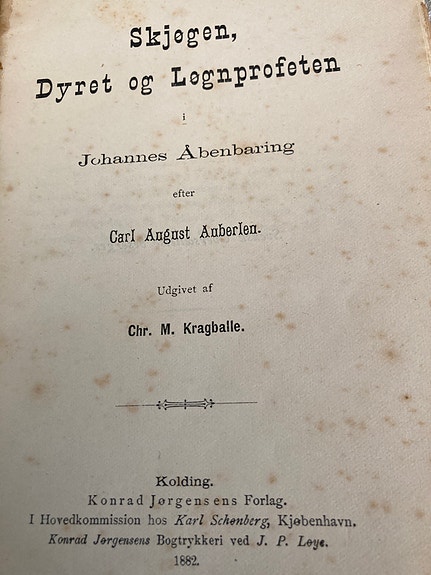 Skjøgen,
Dyret og Løgnprofeten
i
Johannes Åbenbaring
efter
Carl August Auberlen.
Udgivet af
Chr. M. Kragballe.
Kolding.
Konrad Jørgensens Forlag.
I Hovedkommission hos Karl Schønberg, Kjøbenhavn.
Konrad Jørgensens Bogtrykkeri ved J. P. Løye.
1882.